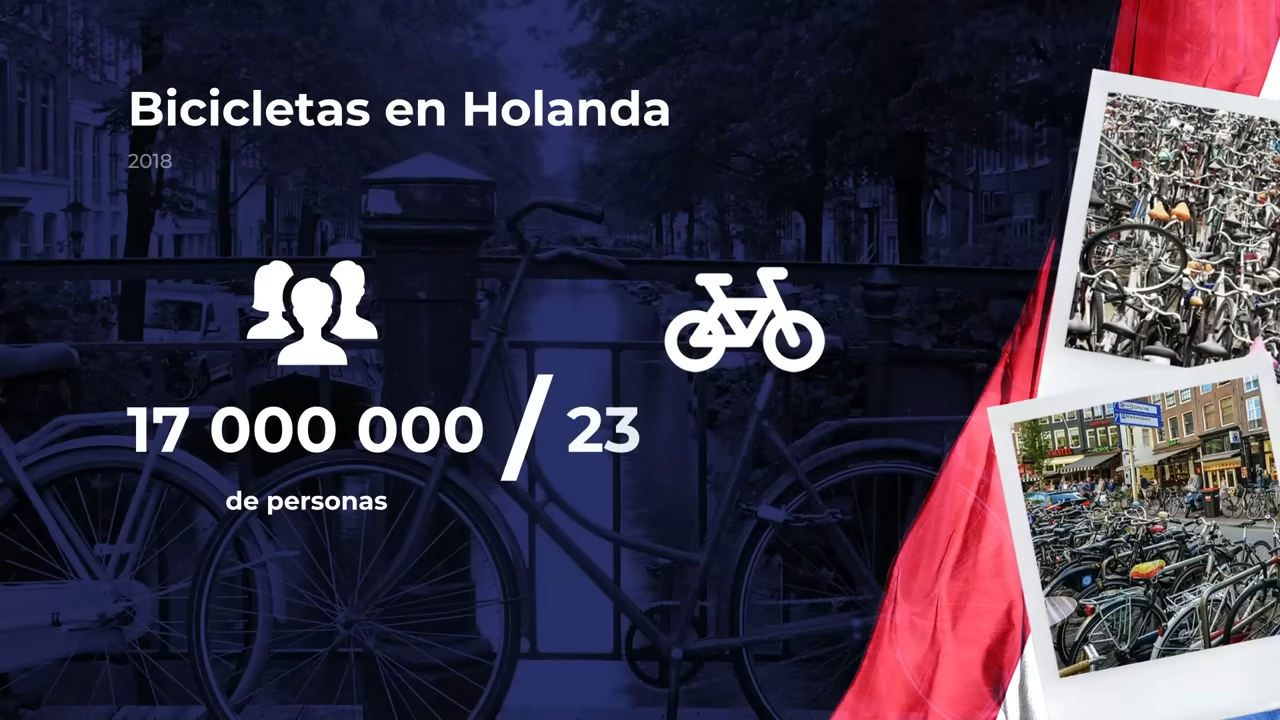 Bicicletas en Holanda
2018
17 000 000 / 23
de personas